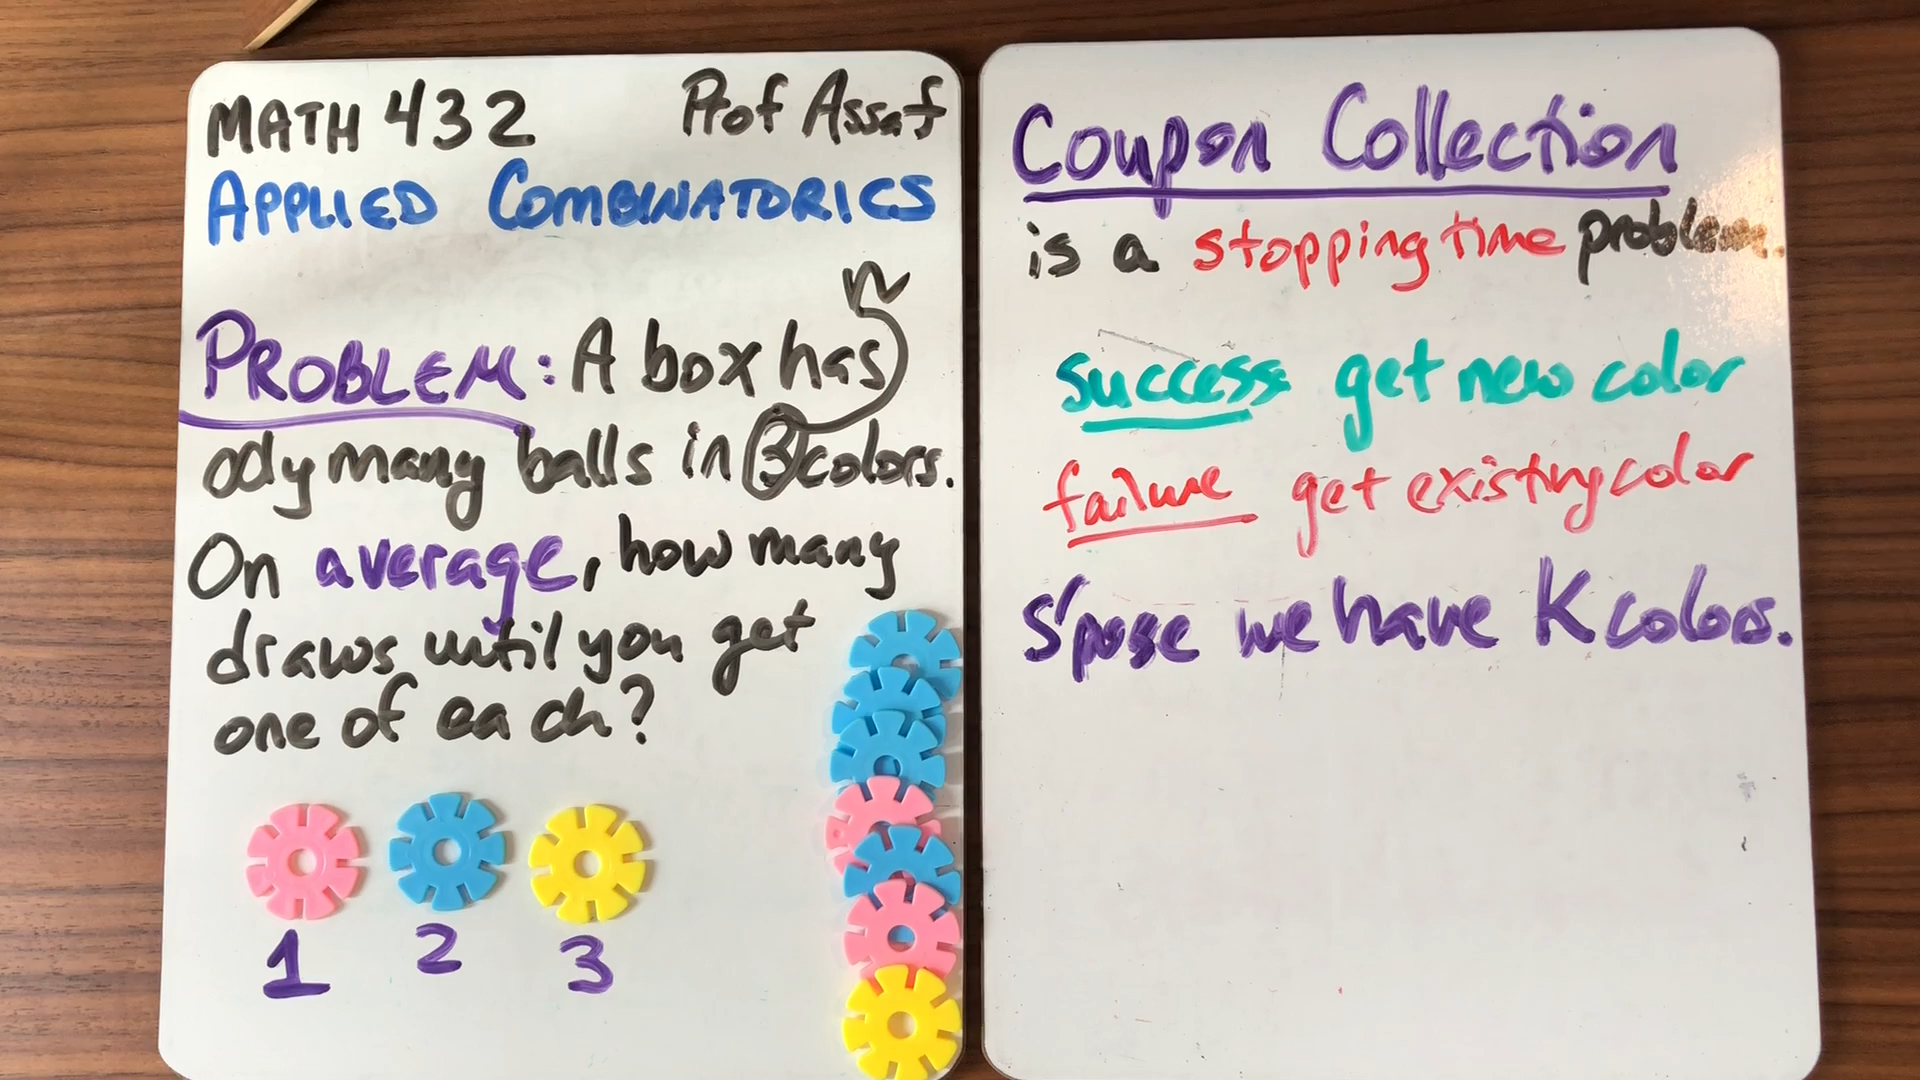 MATH 432 Prof Assaf
APPLIED COMBINATORICS
n
PROBLEM: A box has
ody many balls in 3 colors.
On average, how many
draws until you get
one of each?
1 2 3
Coupon Collection
is a stopping time problem.
success get new color
failure get existing color
S'pose we have K colors.